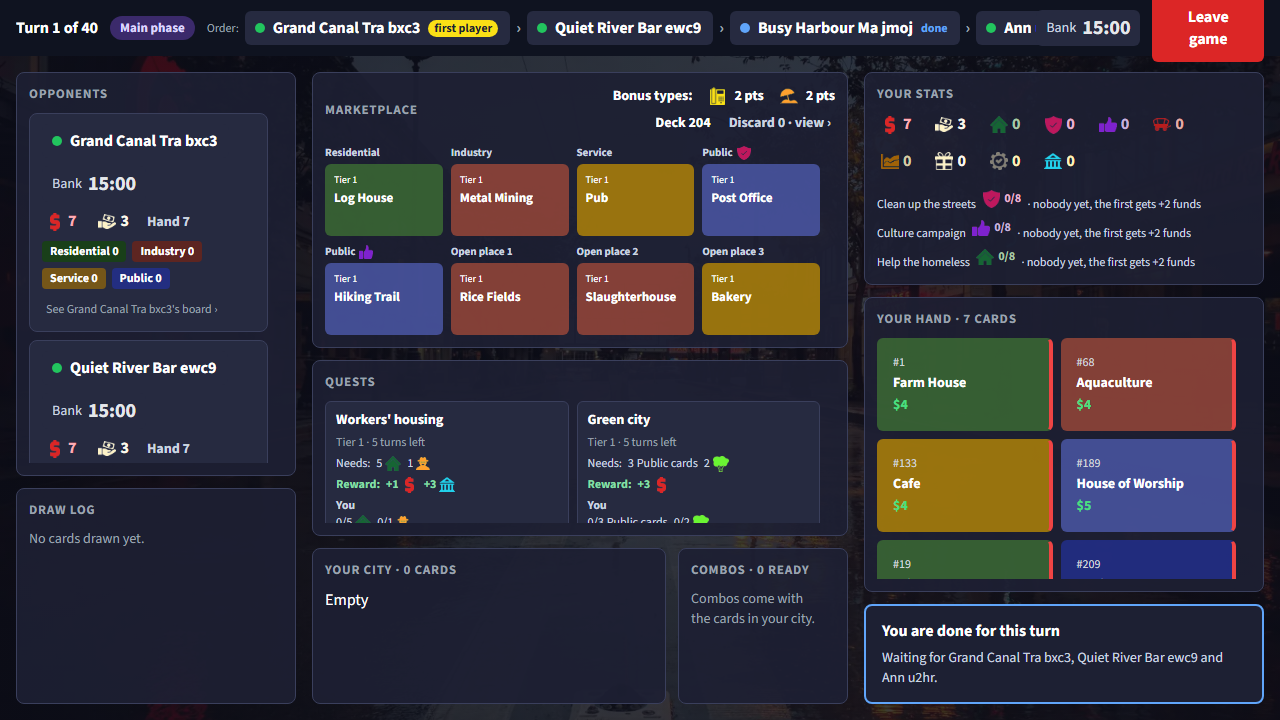 Turn 1 of 40 Main phase Order: Grand Canal Tra bxc3 first player › Quiet River Bar ewc9 › Busy Harbour Ma jmoj done › Ann Bank 15:00 Leave game
OPPONENTS
Grand Canal Tra bxc3
Bank 15:00
7 3 Hand 7
Residential 0 Industry 0
Service 0 Public 0
See Grand Canal Tra bxc3's board ›
Quiet River Bar ewc9
Bank 15:00
7 3 Hand 7
DRAW LOG
No cards drawn yet.
MARKETPLACE
Bonus types: 2 pts 2 pts
Deck 204 Discard 0 · view ›
Residential Industry Service Public
Tier 1 Tier 1 Tier 1 Tier 1
Log House Metal Mining Pub Post Office
Public Open place 1 Open place 2 Open place 3
Tier 1 Tier 1 Tier 1 Tier 1
Hiking Trail Rice Fields Slaughterhouse Bakery
QUESTS
Workers' housing
Tier 1 · 5 turns left
Needs: 5 1
Reward: +1 +3
You
0/5 0/1
Green city
Tier 1 · 5 turns left
Needs: 3 Public cards 2
Reward: +3
You
0/3 Public cards 0/2
YOUR CITY · 0 CARDS
Empty
COMBOS · 0 READY
Combos come with
the cards in your city.
YOUR STATS
7 3 0 0 0 0
0 0 0 0
Clean up the streets 0/8 · nobody yet, the first gets +2 funds
Culture campaign 0/8 · nobody yet, the first gets +2 funds
Help the homeless 0/8 · nobody yet, the first gets +2 funds
YOUR HAND · 7 CARDS
#1
Farm House
$4
#68
Aquaculture
$4
#133
Cafe
$4
#189
House of Worship
$5
#19
#209
You are done for this turn
Waiting for Grand Canal Tra bxc3, Quiet River Bar ewc9 and
Ann u2hr.